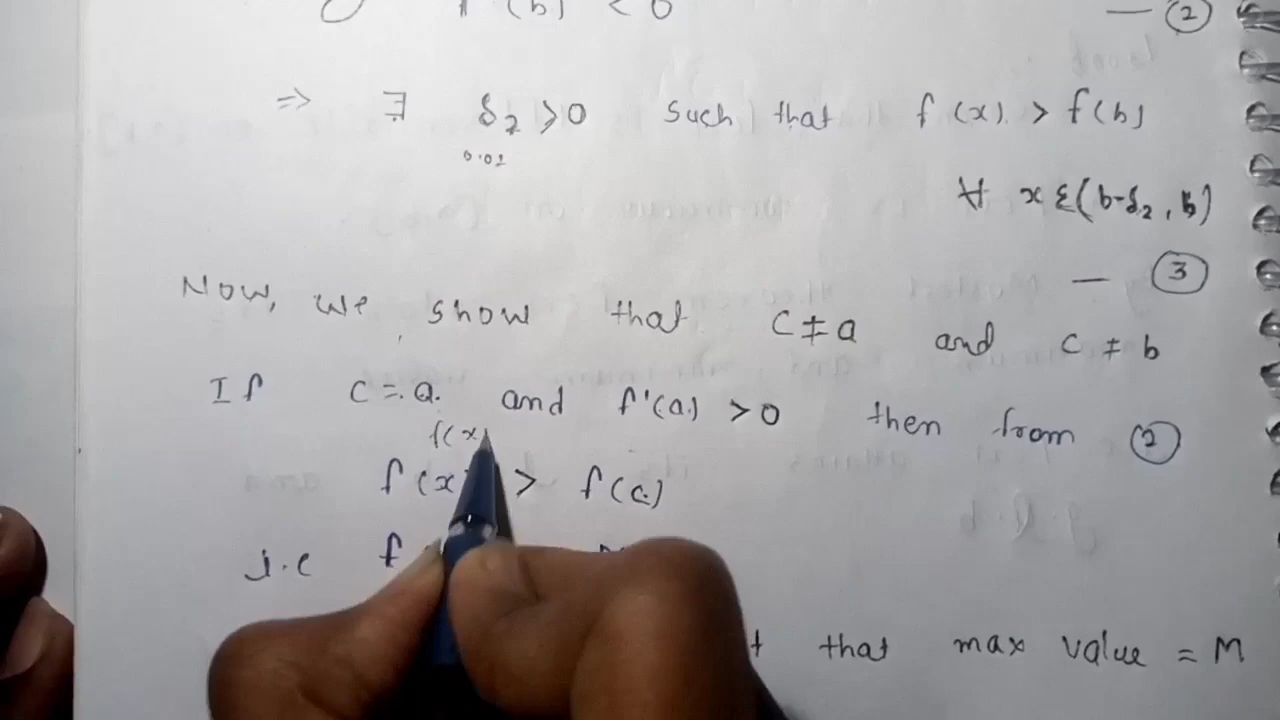 f'(b) < 0 — (2)
⇒ ∃ δ₂ > 0 such that f(x) > f(b)
0.01
∀ x ε (b-δ₂, b)
— (3)
Now, we show that c ≠ a and c ≠ b
If c = a and f'(a) > 0 then from (2)
f(x)
f(x) > f(a)
i.e f
that max value = M